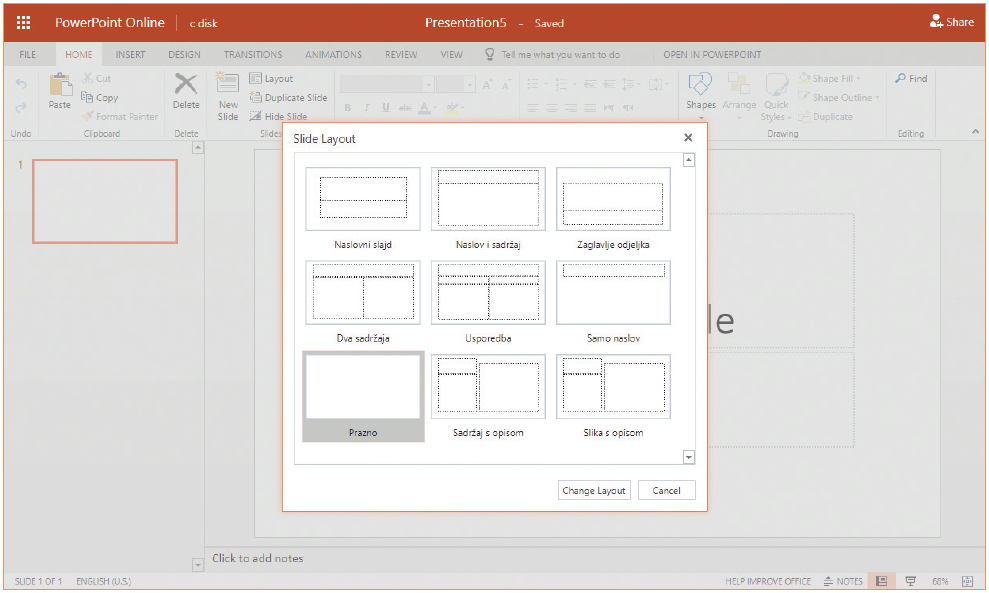 PowerPoint Online c disk Presentation5 - Saved Share
FILE HOME INSERT DESIGN TRANSITIONS ANIMATIONS REVIEW VIEW Tell me what you want to do OPEN IN POWERPOINT
Undo
Paste
Cut
Copy
Format Painter
Clipboard
Delete
Delete
New
Slide
Layout
Duplicate Slide
Hide Slide
Slides
B I U abc A
Shapes
Arrange
Quick
Styles
Shape Fill
Shape Outline
Duplicate
Drawing
Find
Editing
1
Slide Layout
Naslovni slajd Naslov i sadržaj Zaglavlje odjeljka
Dva sadržaja Usporedba Samo naslov
Prazno Sadržaj s opisom Slika s opisom
Change Layout Cancel
le
Click to add notes
SLIDE 1 OF 1 ENGLISH (U.S.) HELP IMPROVE OFFICE NOTES 68%